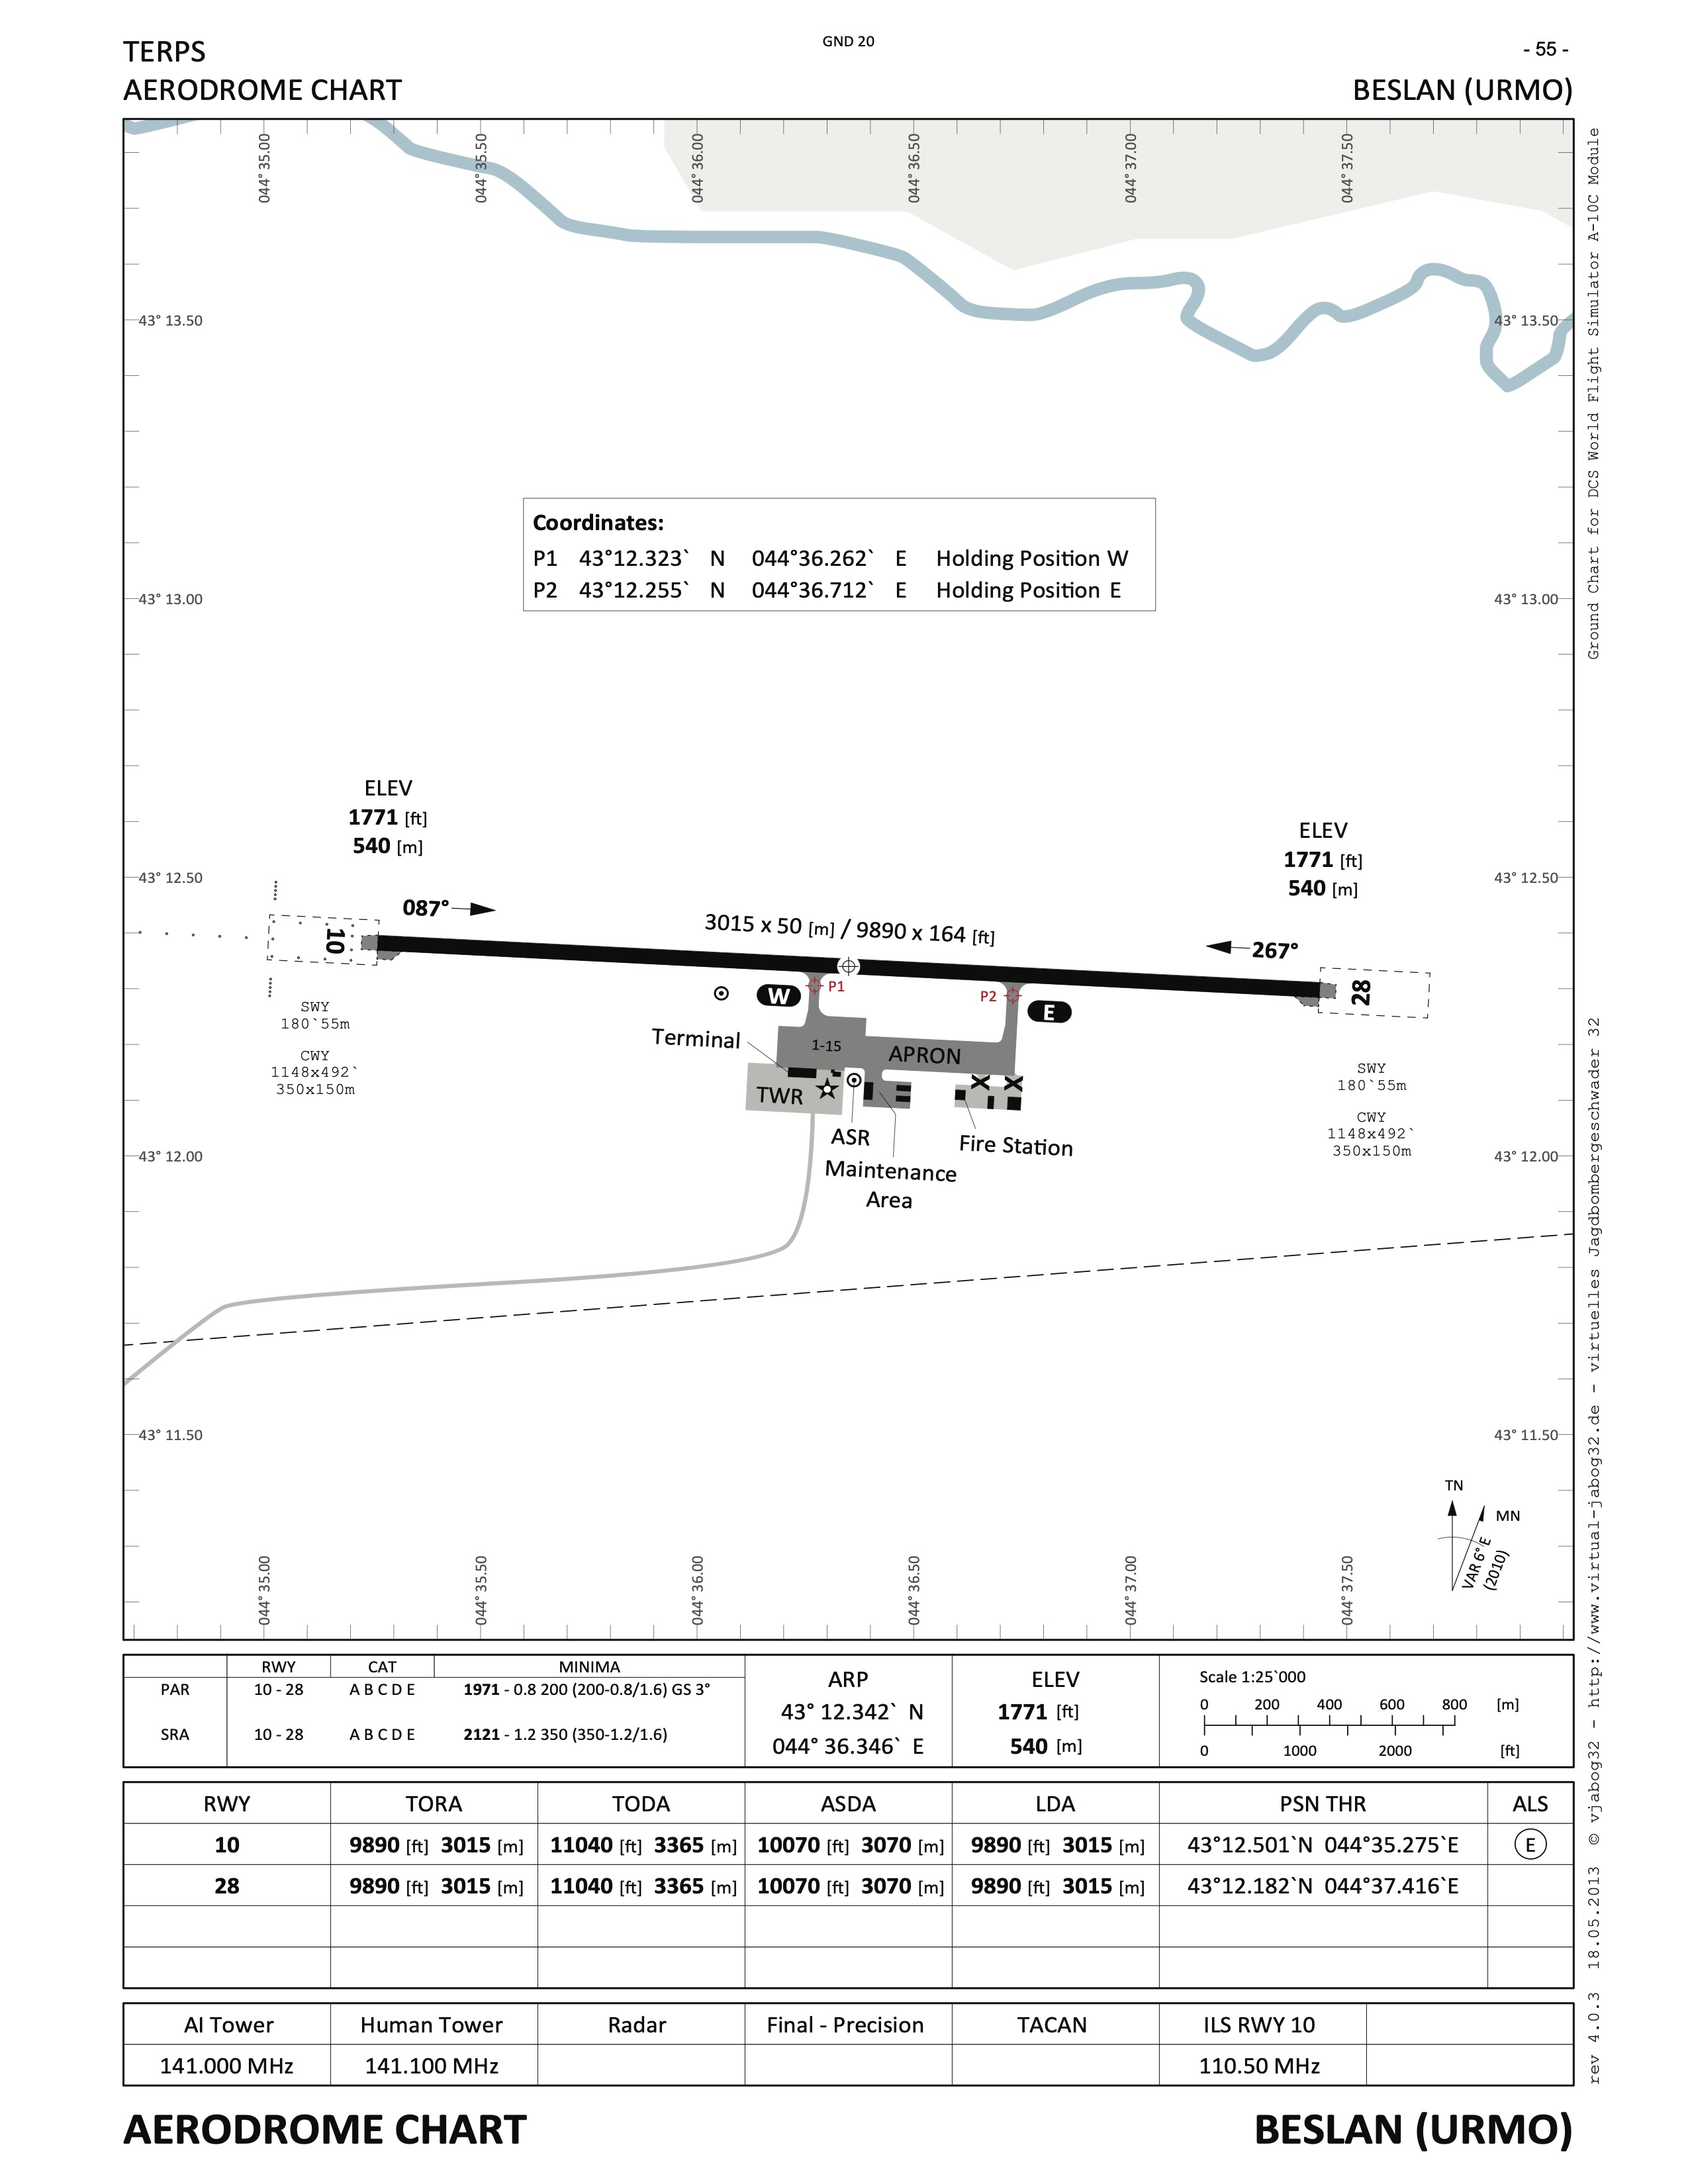 TERPS
GND 20
- 55 -
AERODROME CHART
BESLAN (URMO)
044° 35.00
044° 35.50
044° 36.00
044° 36.50
044° 37.00
044° 37.50
43° 13.50
43° 13.50
Coordinates:
P1 43°12.323` N 044°36.262` E Holding Position W
P2 43°12.255` N 044°36.712` E Holding Position E
43° 13.00
43° 13.00
ELEV
1771 [ft]
540 [m]
ELEV
1771 [ft]
540 [m]
43° 12.50
43° 12.50
087°
3015 x 50 [m] / 9890 x 164 [ft]
267°
10
28
W
P1
P2
E
SWY
180`55m
CWY
1148x492`
350x150m
Terminal
1-15
APRON
TWR
ASR
Maintenance
Area
Fire Station
SWY
180`55m
CWY
1148x492`
350x150m
43° 12.00
43° 12.00
43° 11.50
43° 11.50
TN
MN
VAR 6° E
(2010)
044° 35.00
044° 35.50
044° 36.00
044° 36.50
044° 37.00
044° 37.50
Ground Chart for DCS World Flight Simulator A-10C Module
rev 4.0.3 18.05.2013 © vjabog32 - http://www.virtual-jabog32.de - virtuelles Jagdbombergeschwader 32
RWY CAT MINIMA
PAR 10 - 28 A B C D E 1971 - 0.8 200 (200-0.8/1.6) GS 3°
SRA 10 - 28 A B C D E 2121 - 1.2 350 (350-1.2/1.6)
ARP
43° 12.342` N
044° 36.346` E
ELEV
1771 [ft]
540 [m]
Scale 1:25`000
0 200 400 600 800 [m]
0 1000 2000 [ft]
RWY TORA TODA ASDA LDA PSN THR ALS
10 9890 [ft] 3015 [m] 11040 [ft] 3365 [m] 10070 [ft] 3070 [m] 9890 [ft] 3015 [m] 43°12.501`N 044°35.275`E E
28 9890 [ft] 3015 [m] 11040 [ft] 3365 [m] 10070 [ft] 3070 [m] 9890 [ft] 3015 [m] 43°12.182`N 044°37.416`E
AI Tower Human Tower Radar Final - Precision TACAN ILS RWY 10
141.000 MHz 141.100 MHz 110.50 MHz
AERODROME CHART
BESLAN (URMO)